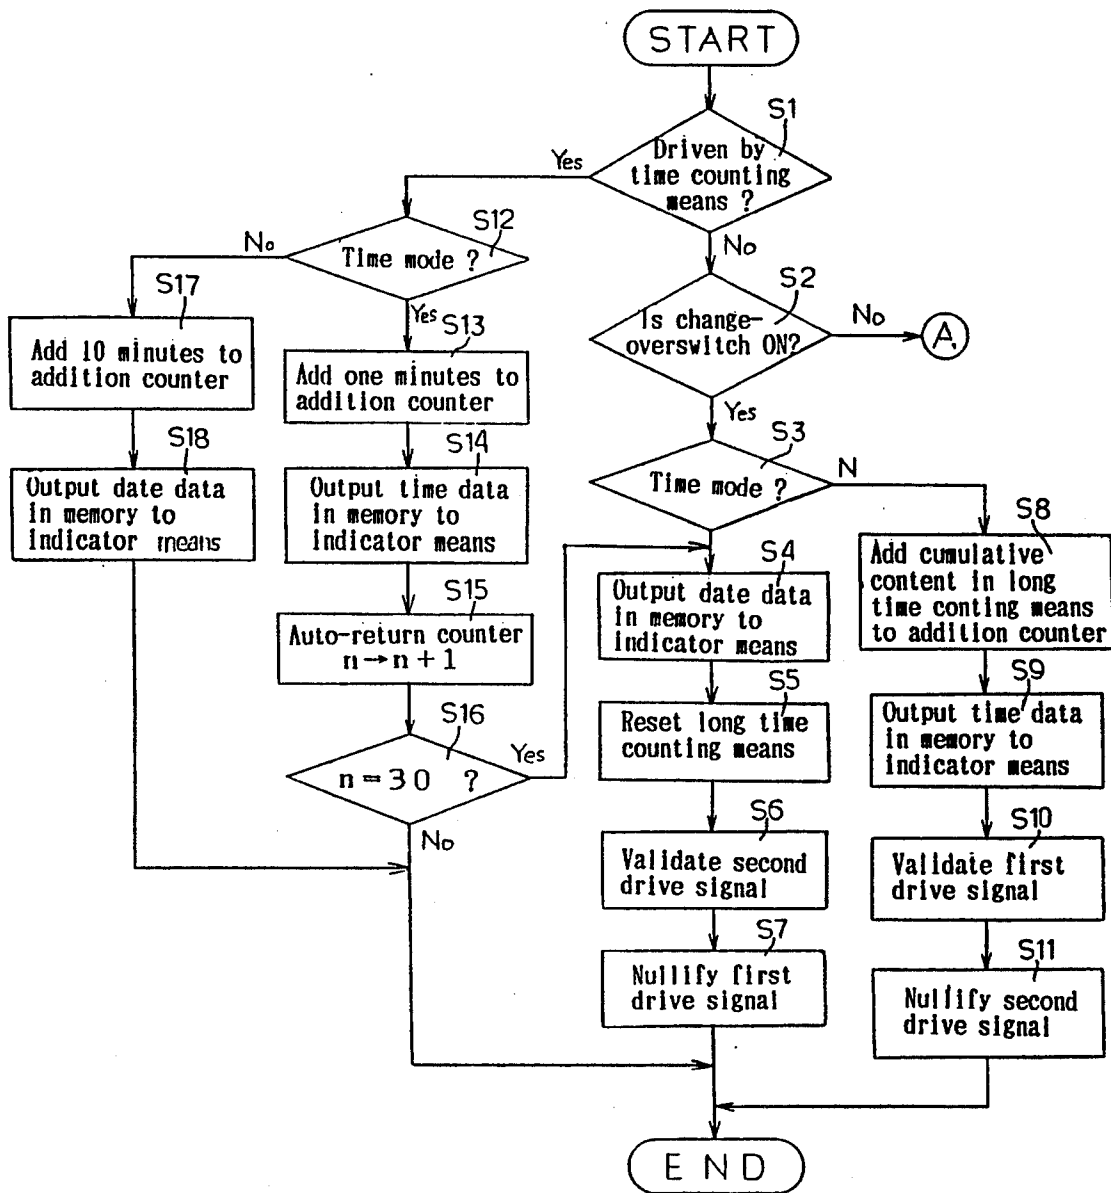 START
S1
Driven by
time counting
means ?
Yes
No
S12
Time mode ?
No
Yes
S2
Is change-
overswitch ON?
No
A
Yes
S17
Add 10 minutes to
addition counter
S13
Add one minutes to
addition counter
S18
Output date data
in memory to
indicator means
S14
Output time data
in memory to
indicator means
S3
Time mode ?
N
S15
Auto-return counter
n→n+1
S16
n=30 ?
Yes
No
S4
Output date data
in memory to
indicator means
S5
Reset long time
counting means
S6
Validate second
drive signal
S7
Nullify first
drive signal
S8
Add cumulative
content in long
time conting means
to addition counter
S9
Output time data
in memory to
indicator means
S10
Validate first
drive signal
S11
Nullify second
drive signal
END